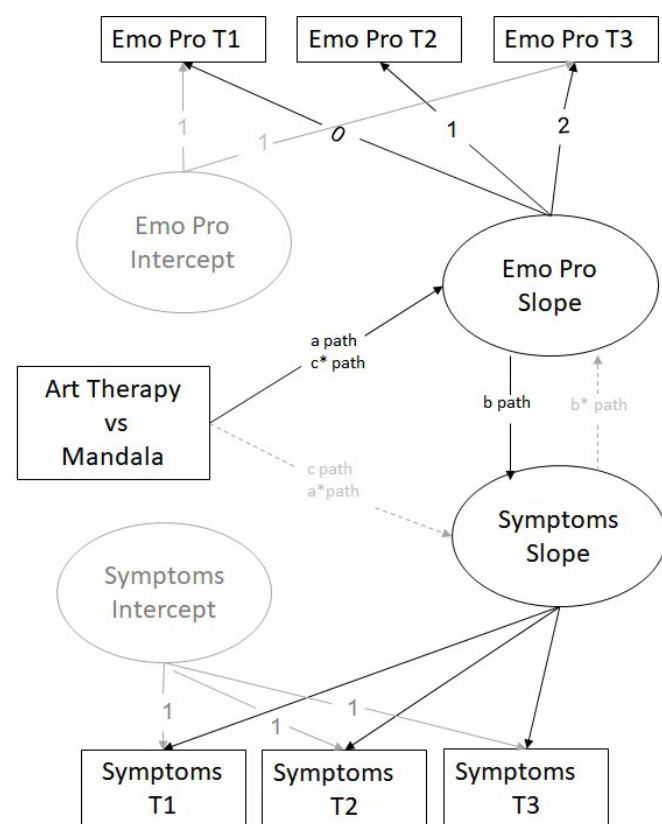 Emo Pro T1
Emo Pro T2
Emo Pro T3
1
1
0
1
2
Emo Pro
Intercept
Emo Pro
Slope
a path
c* path
Art Therapy
vs
Mandala
b path
b* path
c path
a*path
Symptoms
Slope
Symptoms
Intercept
1
1
1
Symptoms
T1
Symptoms
T2
Symptoms
T3